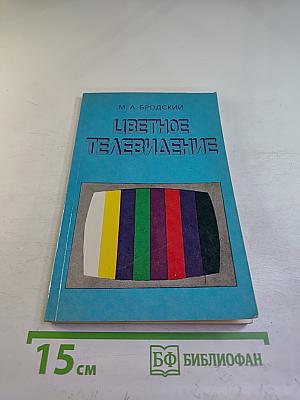 М. А. БРОДСКИЙ
ЦВЕТНОЕ
ТЕЛЕВИДЕНИЕ
15 см
БФ БИБЛИОФАН